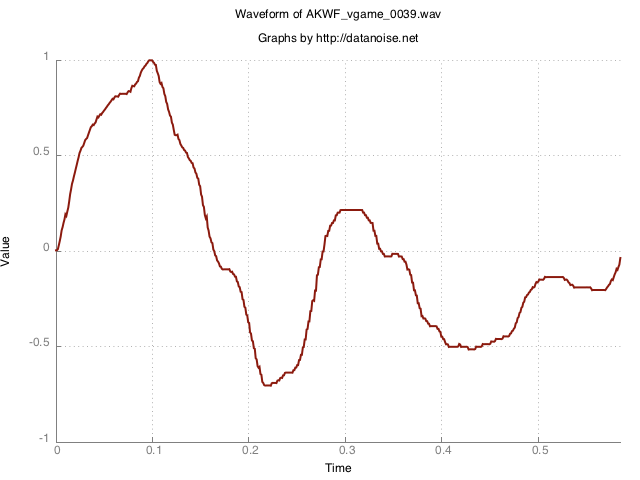 Waveform of AKWF_vgame_0039.wav
Graphs by http://datanoise.net
1
0.5
0
-0.5
-1
Value
0 0.1 0.2 0.3 0.4 0.5
Time